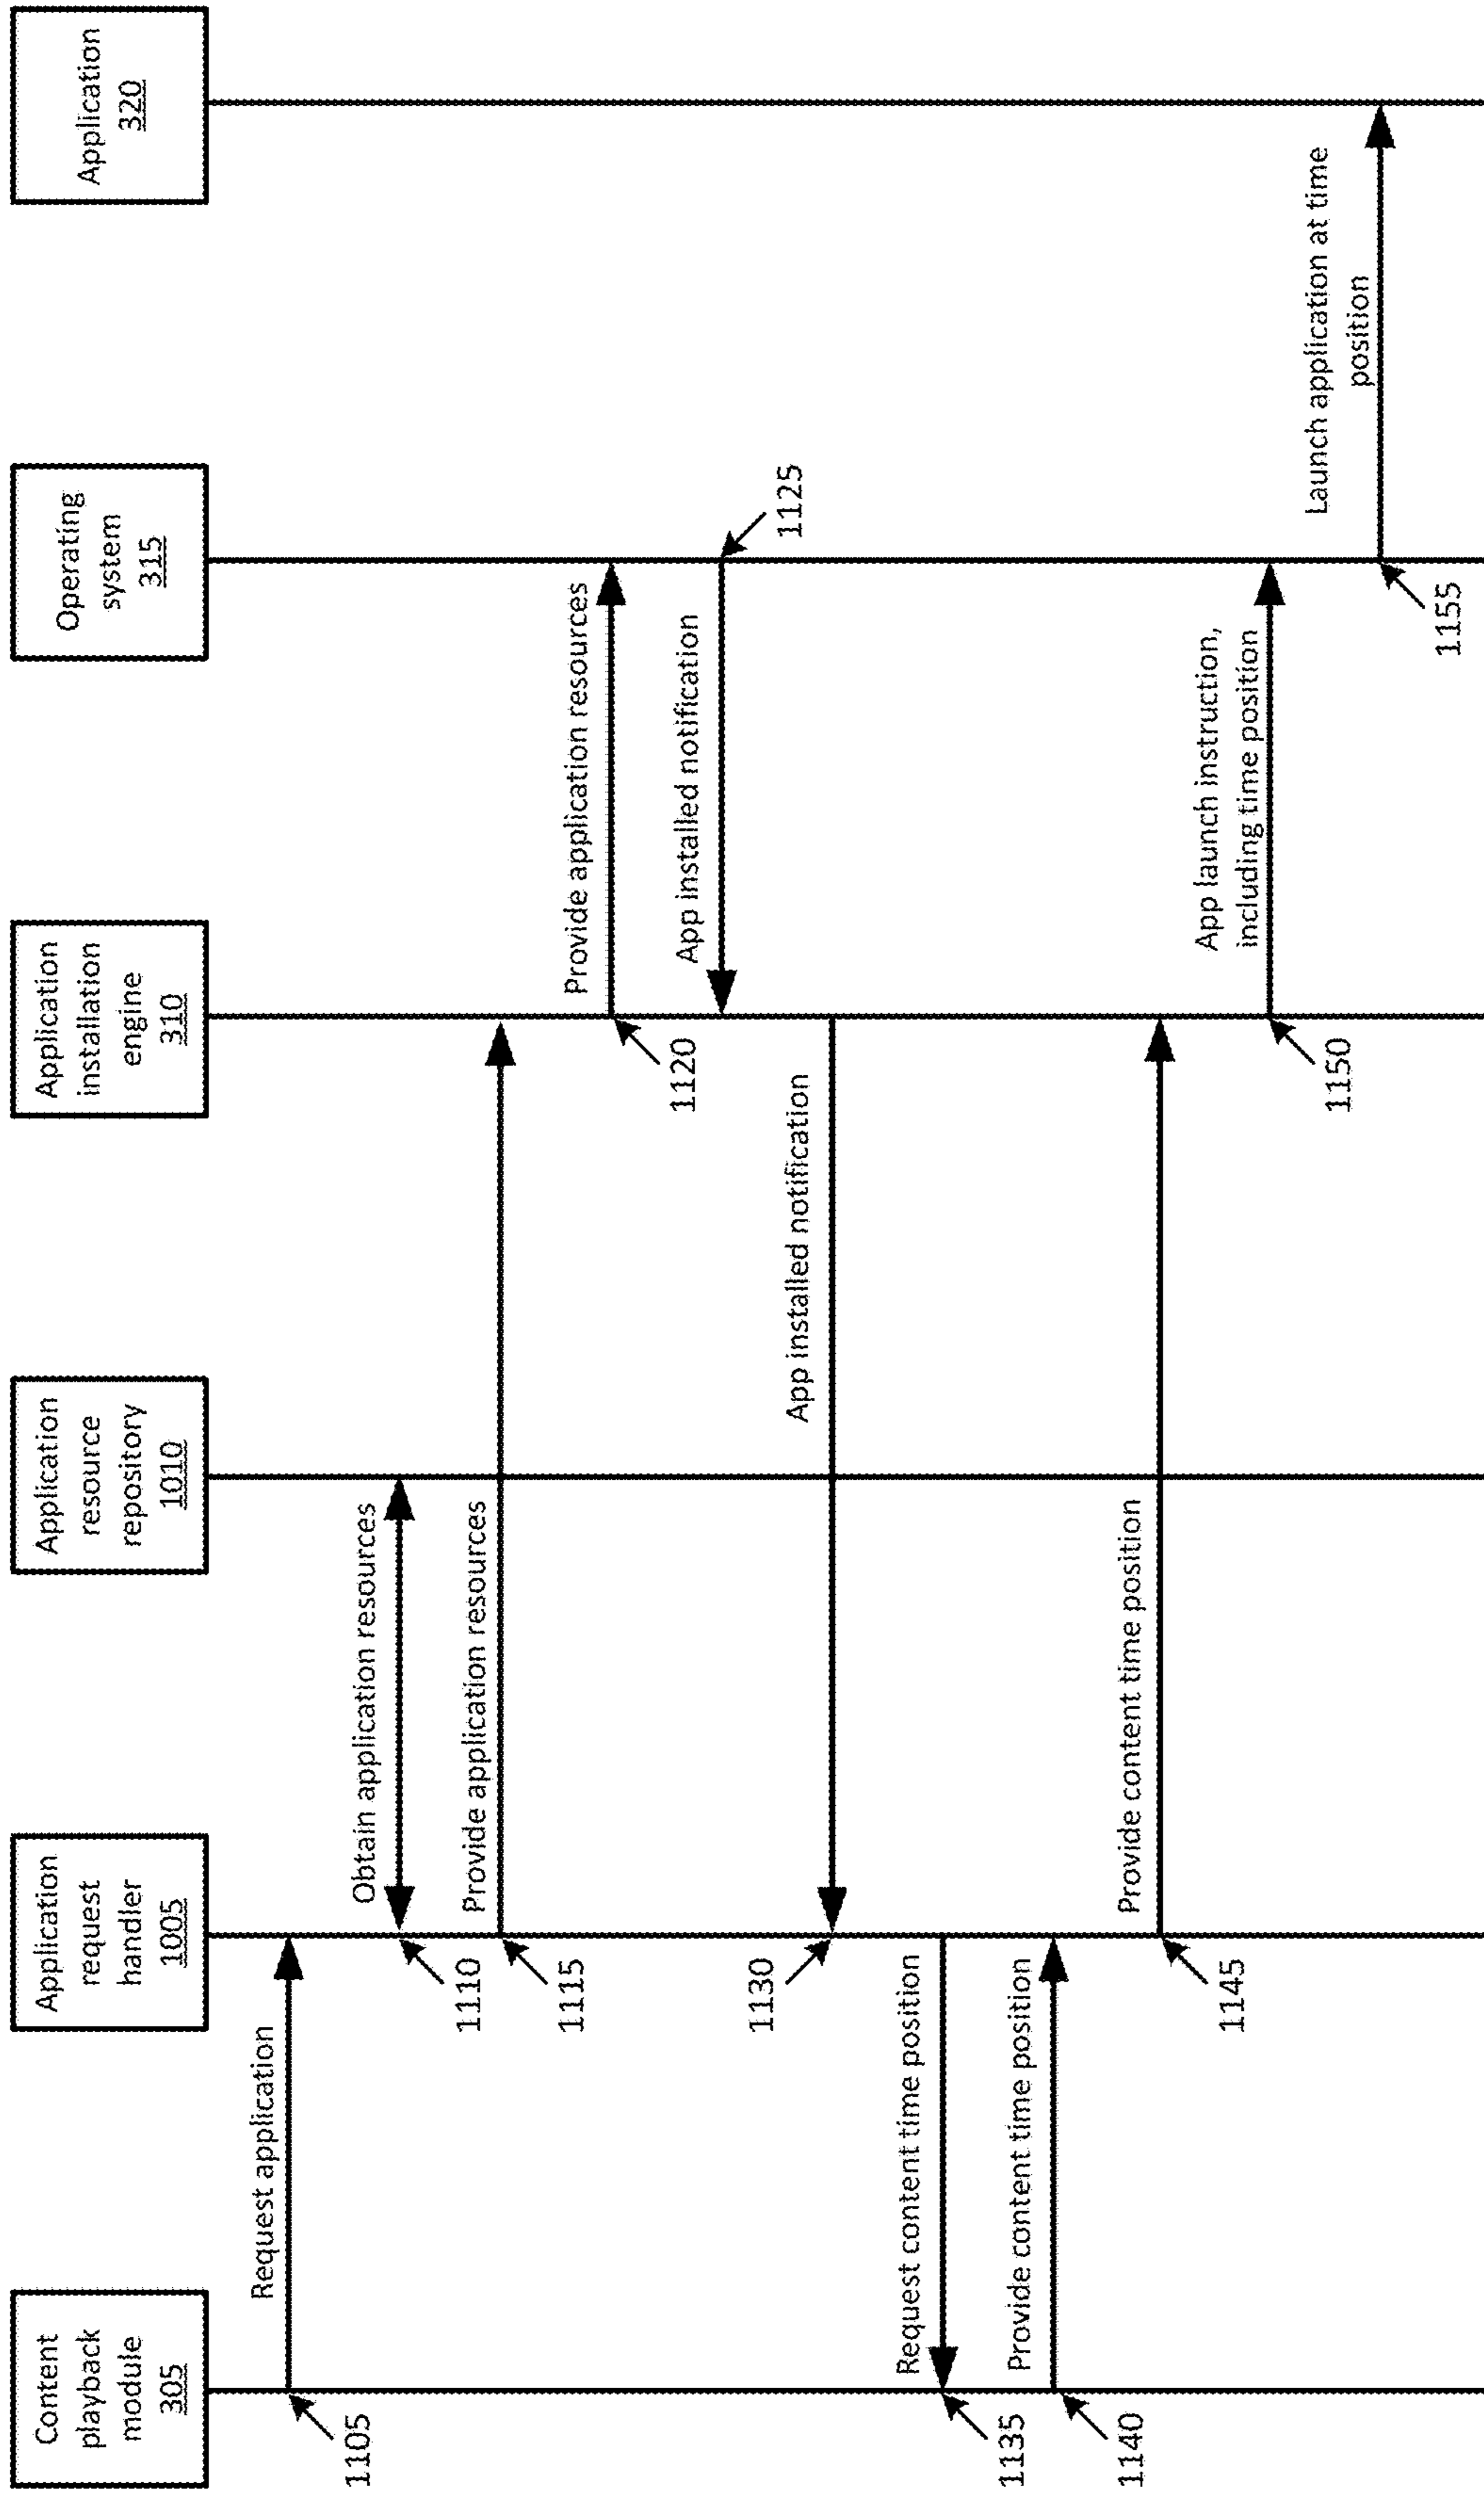 Content
playback
module
305
Application
request
handler
1005
Application
resource
repository
1010
Application
installation
engine
310
Operating
system
315
Application
320
Request application
1105
Obtain application resources
1110
Provide application resources
1115
Provide application resources
1120
App installed notification
1125
App installed notification
1130
Request content time position
1135
Provide content time position
1140
Provide content time position
1145
App launch instruction,
including time position
1150
Launch application at time
position
1155